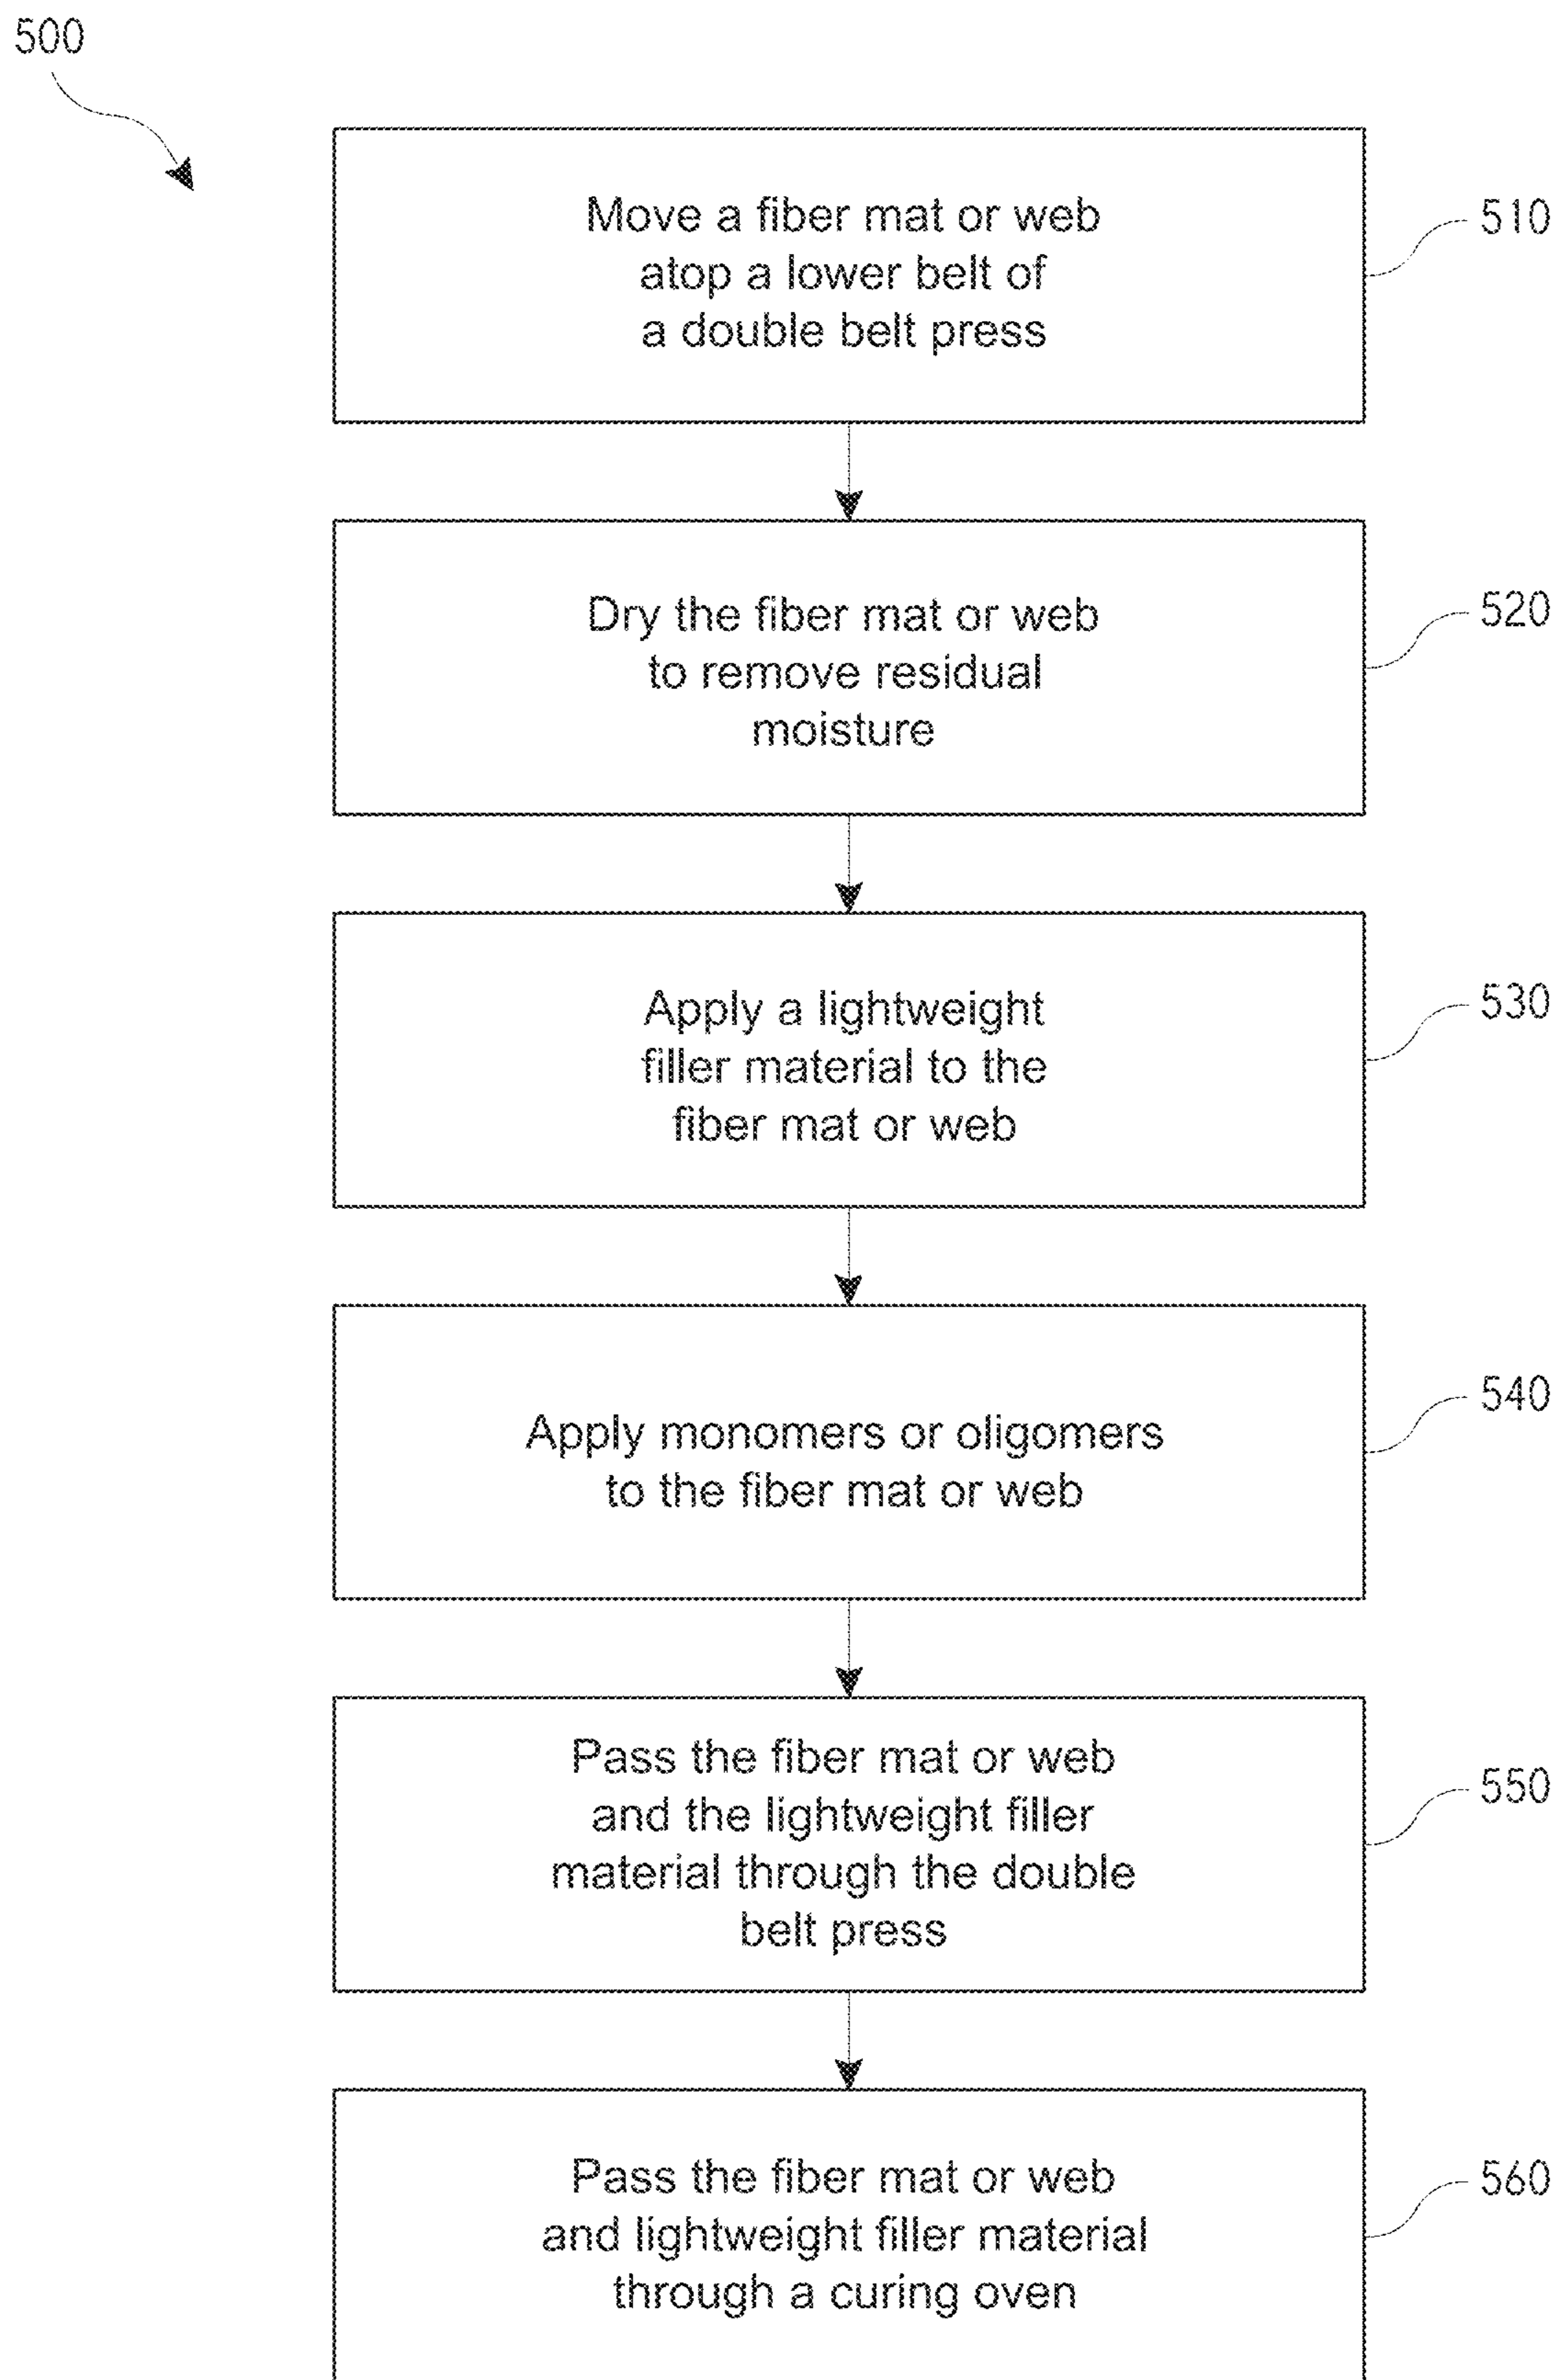 500
Move a fiber mat or web
atop a lower belt of
a double belt press
510
Dry the fiber mat or web
to remove residual
moisture
520
Apply a lightweight
filler material to the
fiber mat or web
530
Apply monomers or oligomers
to the fiber mat or web
540
Pass the fiber mat or web
and the lightweight filler
material through the double
belt press
550
Pass the fiber mat or web
and lightweight filler material
through a curing oven
560